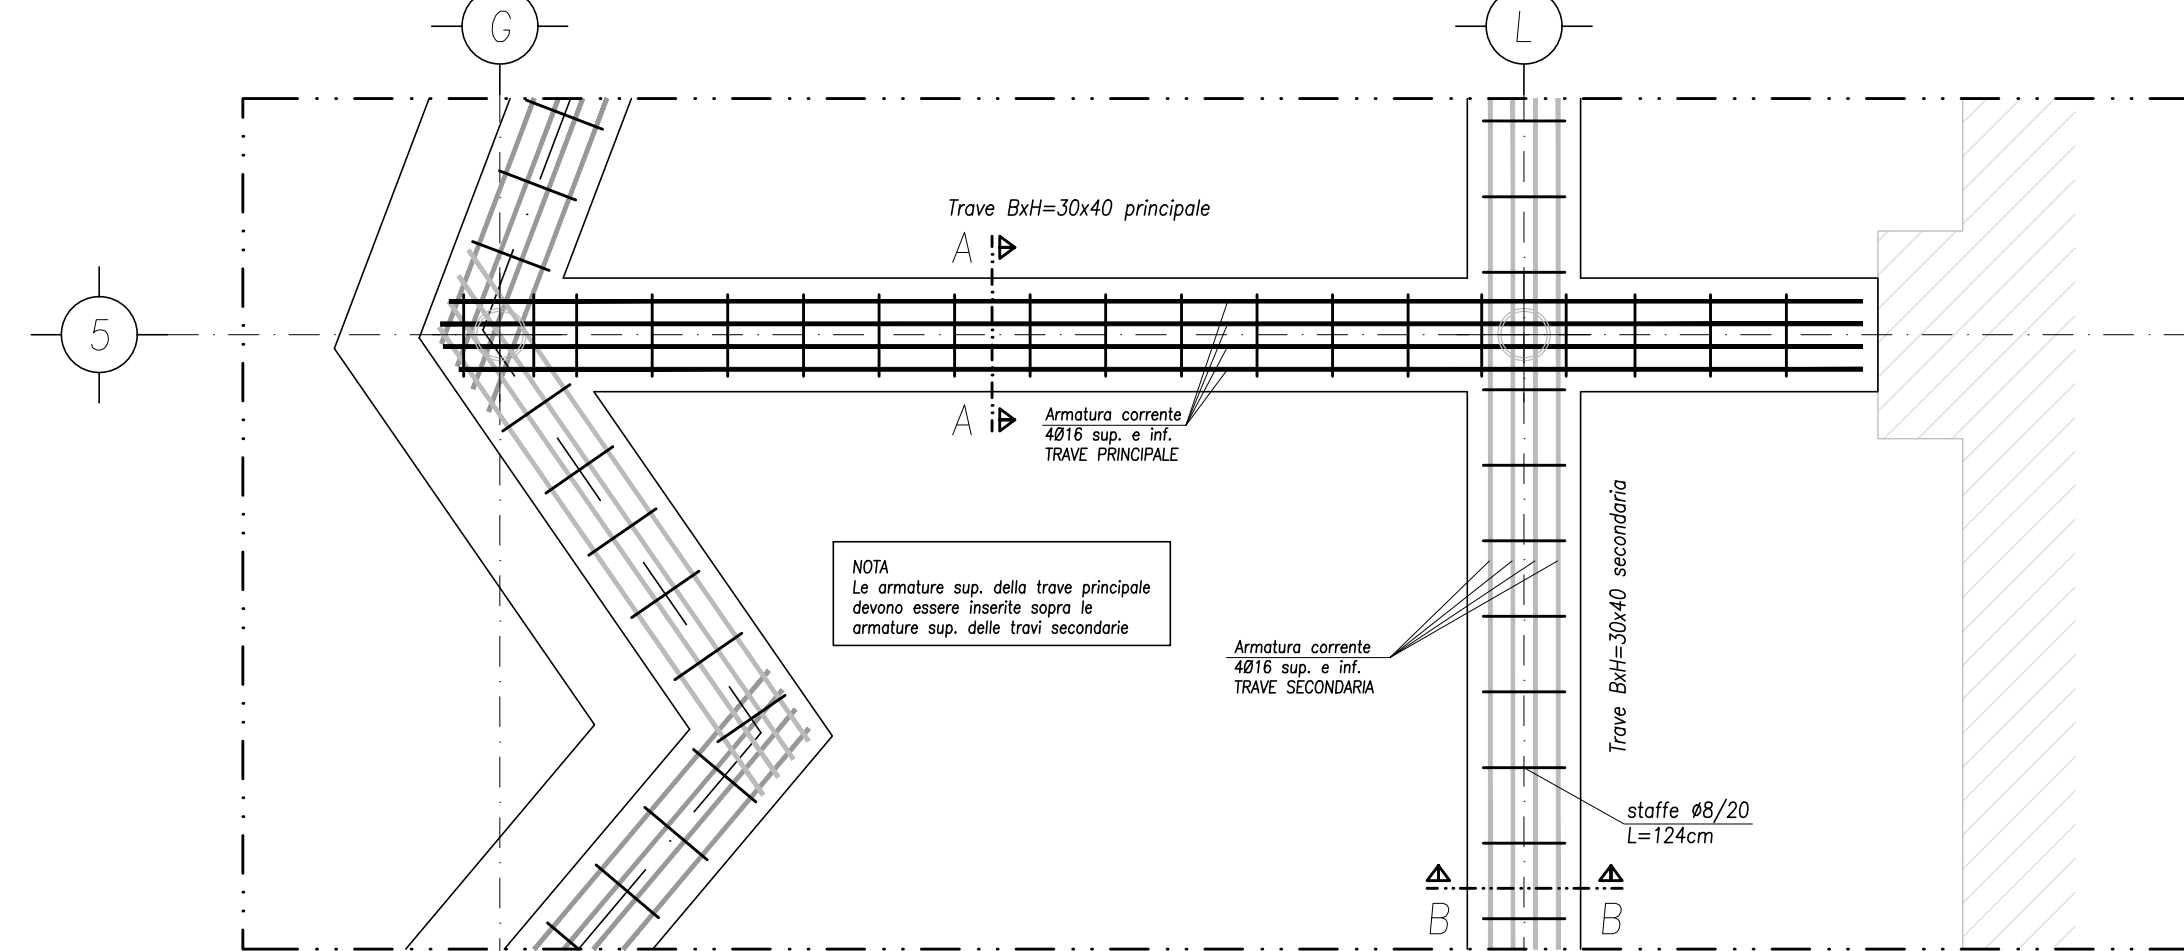 G
L
Trave BxH=30x40 principale
A
5
A
Armatura corrente
4Ø16 sup. e inf.
TRAVE PRINCIPALE
NOTA
Le armature sup. della trave principale
devono essere inserite sopra le
armature sup. delle travi secondarie
Trave BxH=30x40 secondaria
Armatura corrente
4Ø16 sup. e inf.
TRAVE SECONDARIA
staffe ø8/20
L=124cm
B
B